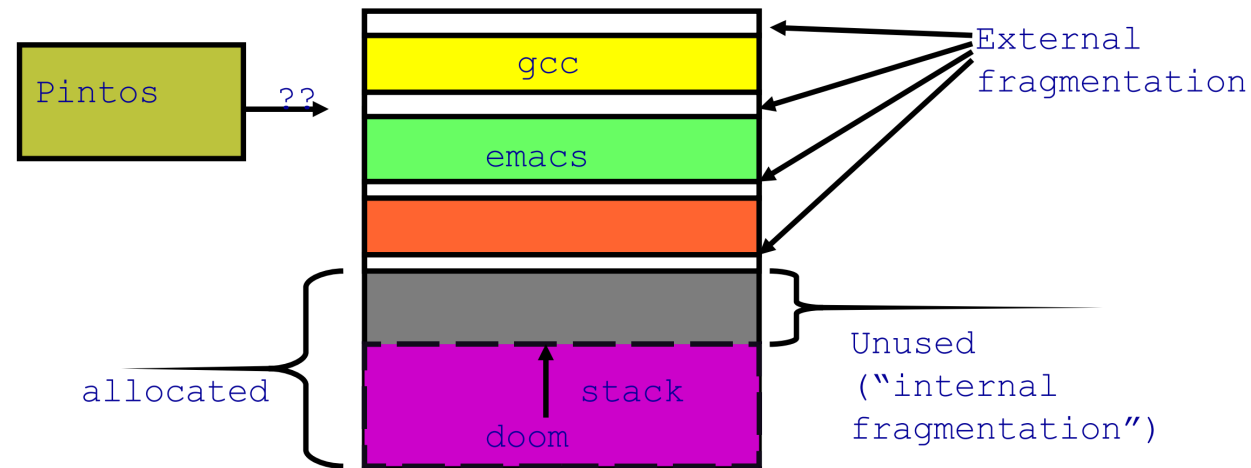 Pintos
??
gcc
emacs
External
fragmentation
allocated
stack
doom
Unused
(“internal
fragmentation”)